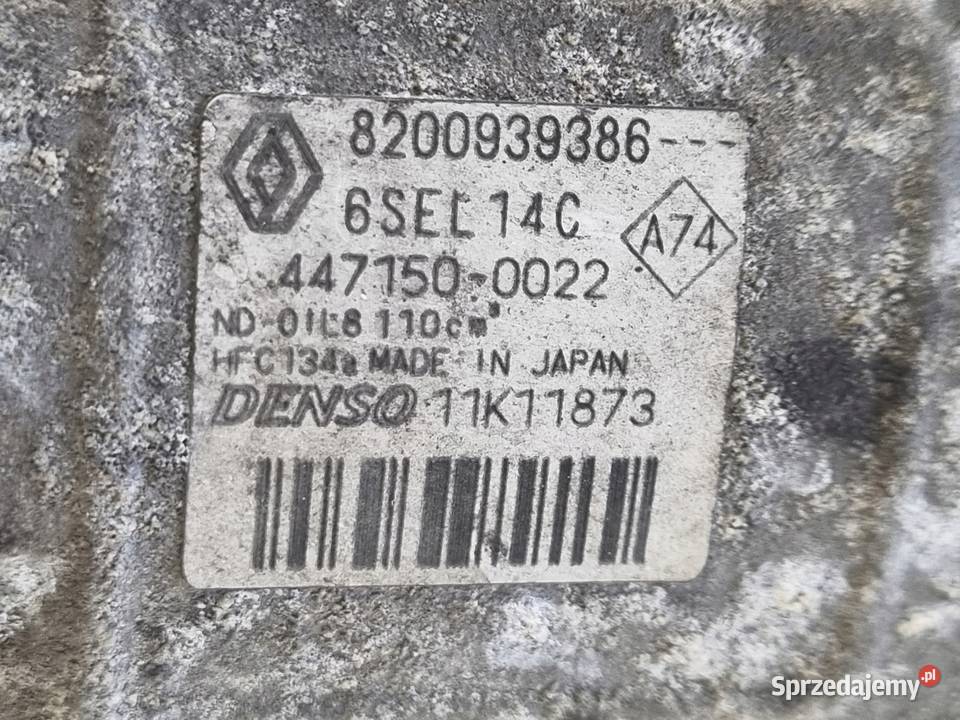 8200939386---
6SEL14C
A74
447150-0022
ND-OIL8 110cm³
HFC134a MADE IN JAPAN
DENSO 11K11873
Sprzedajemy.pl